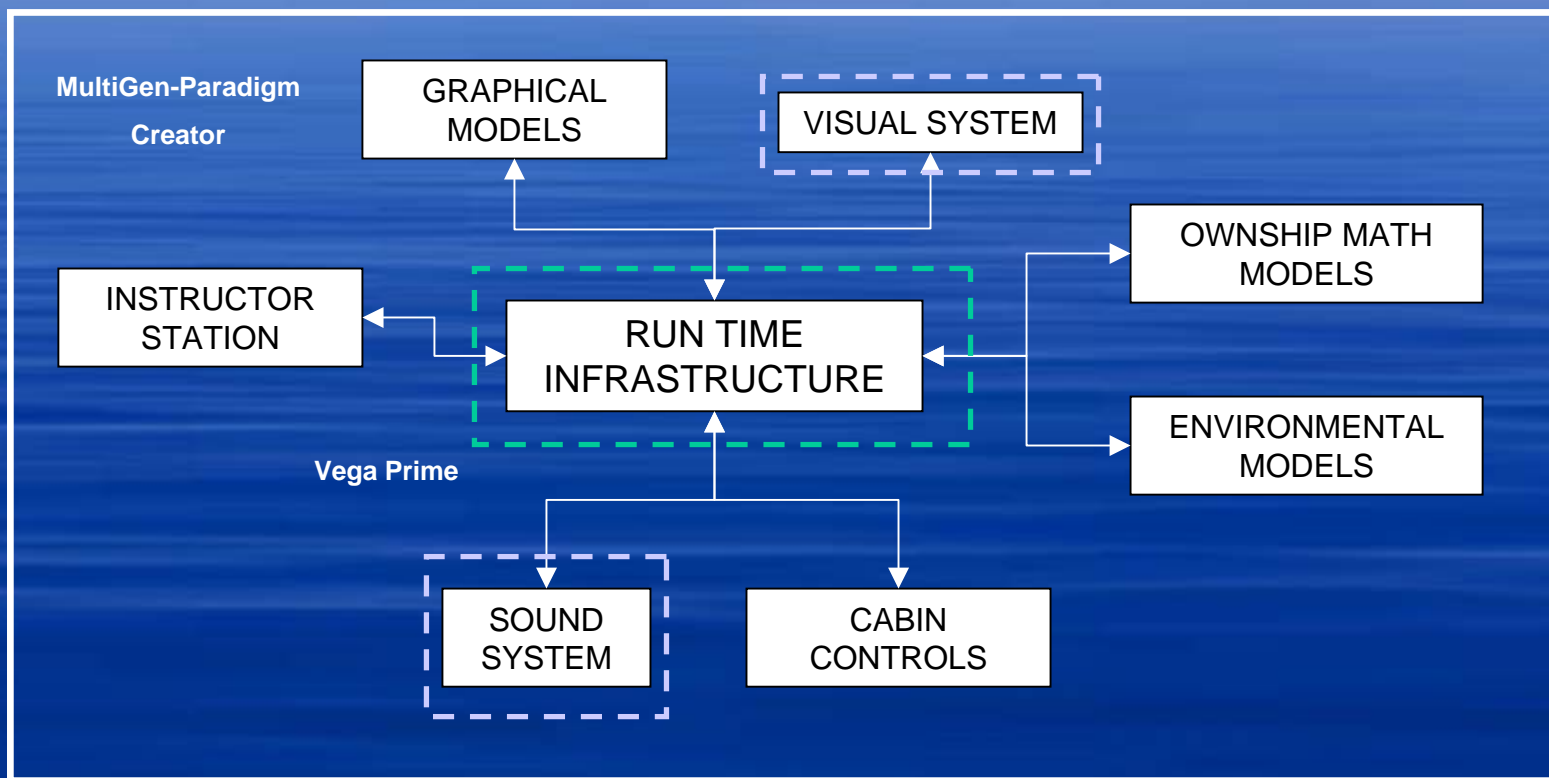 MultiGen-Paradigm
Creator
GRAPHICAL
MODELS
VISUAL SYSTEM
OWNSHIP MATH
MODELS
INSTRUCTOR
STATION
RUN TIME
INFRASTRUCTURE
ENVIRONMENTAL
MODELS
Vega Prime
SOUND
SYSTEM
CABIN
CONTROLS